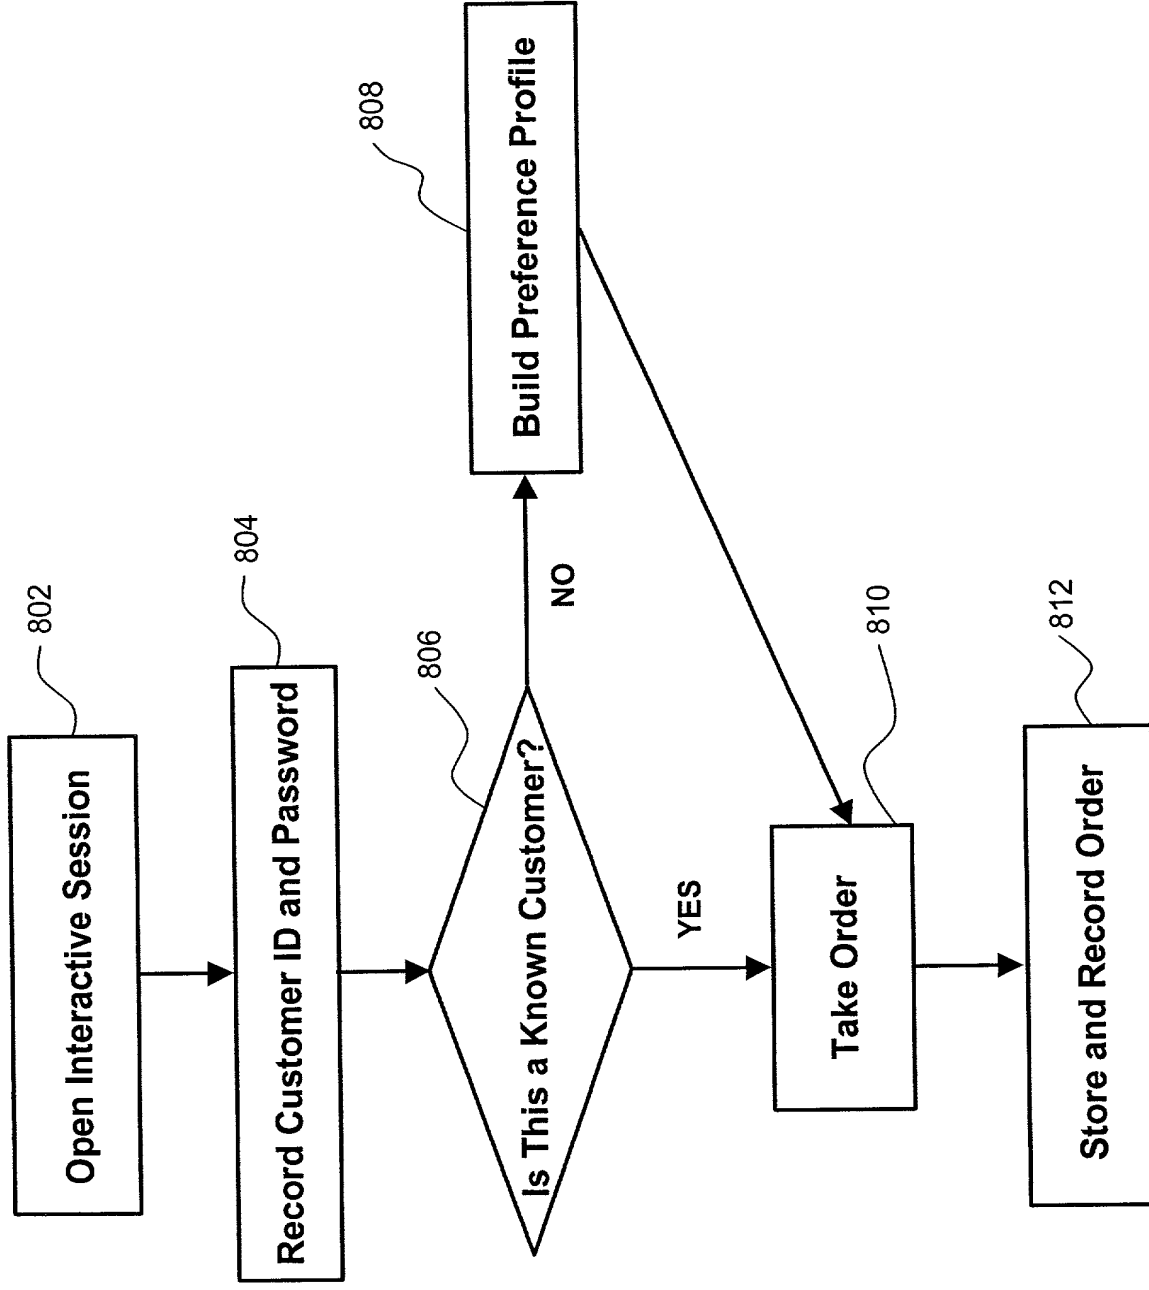 Open Interactive Session
802
Record Customer ID and Password
804
Is This a Known Customer?
806
NO
Build Preference Profile
808
YES
Take Order
810
Store and Record Order
812